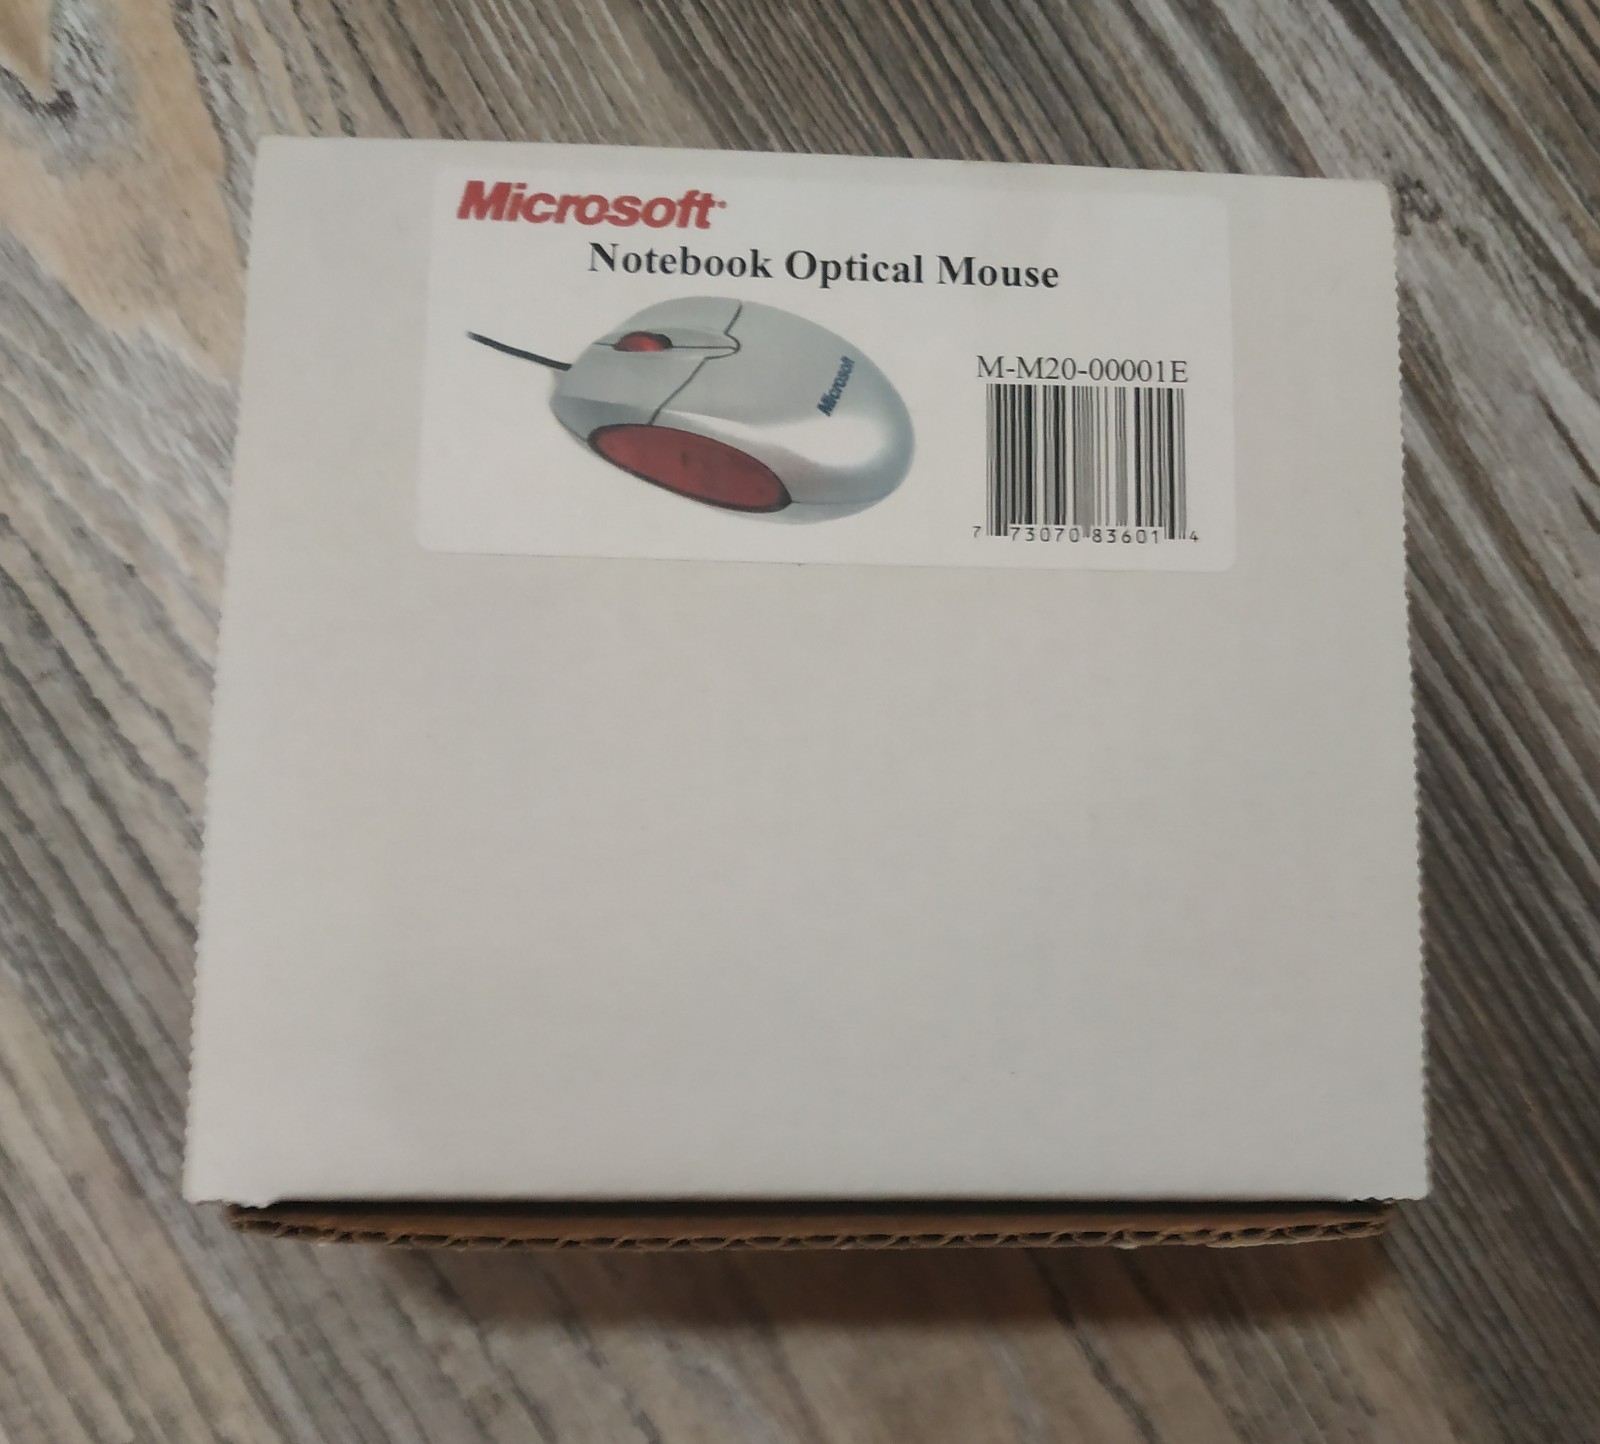 Microsoft
Notebook Optical Mouse
Microsoft
M-M20-00001E
7 73070 83601 4